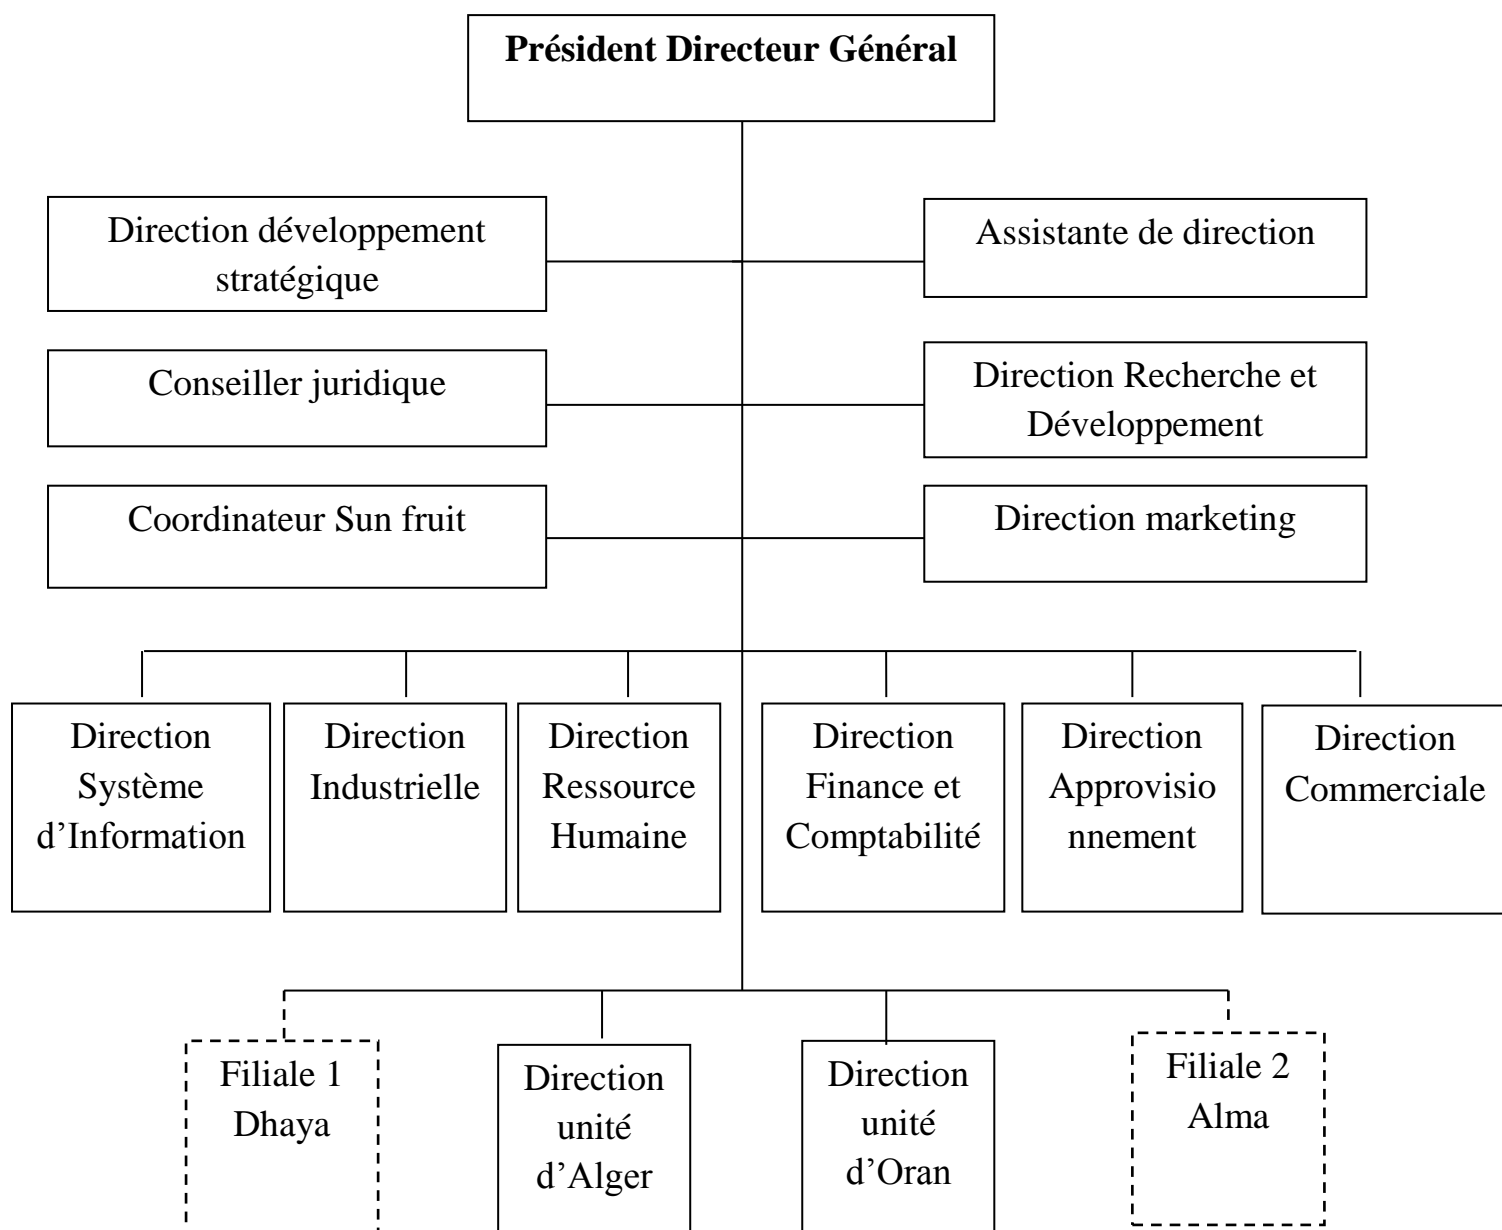 Président Directeur Général
Direction développement
stratégique
Assistante de direction
Conseiller juridique
Direction Recherche et
Développement
Coordinateur Sun fruit
Direction marketing
Direction
Système
d’Information
Direction
Industrielle
Direction
Ressource
Humaine
Direction
Finance et
Comptabilité
Direction
Approvisio
nnement
Direction
Commerciale
Filiale 1
Dhaya
Direction
unité
d’Alger
Direction
unité
d’Oran
Filiale 2
Alma